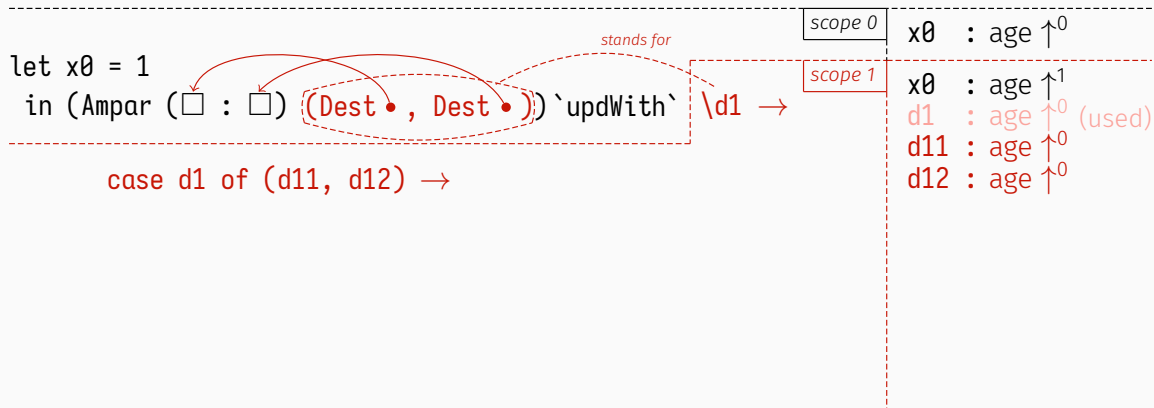 scope 0
x0 : age ↑⁰
stands for
let x0 = 1
in (Ampar (□ : □) (Dest • , Dest • )) `updWith` \d1 →
scope 1
x0 : age ↑¹
d1 : age ↑⁰ (used)
d11 : age ↑⁰
d12 : age ↑⁰
case d1 of (d11, d12) →